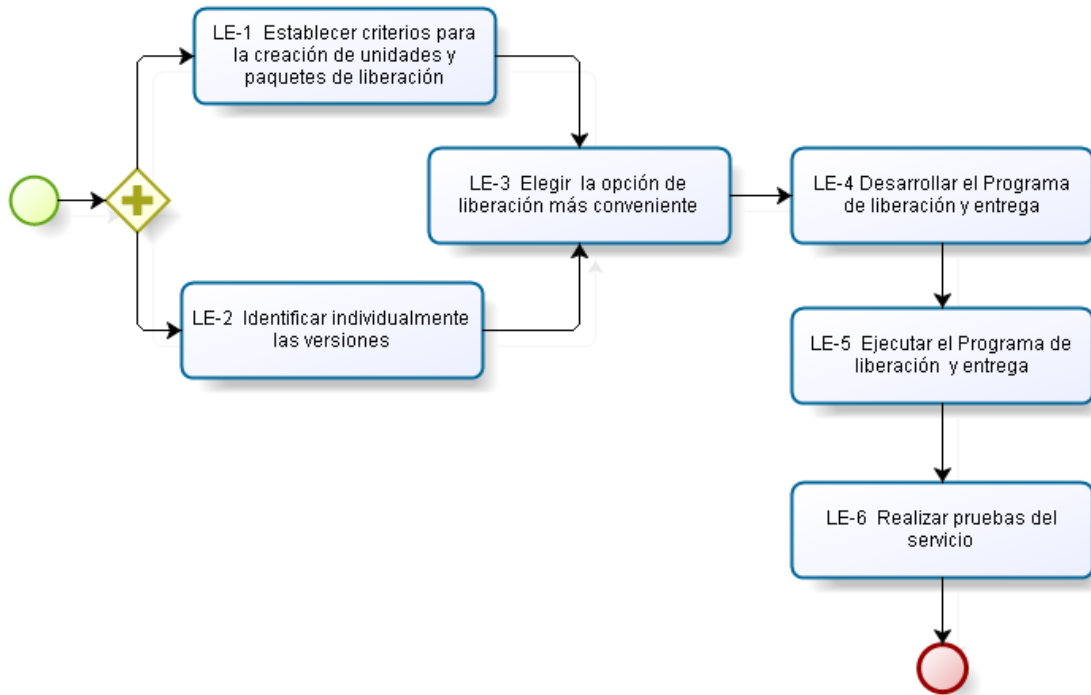 LE-1 Establecer criterios para
la creación de unidades y
paquetes de liberación
LE-2 Identificar individualmente
las versiones
LE-3 Elegir la opción de
liberación más conveniente
LE-4 Desarrollar el Programa
de liberación y entrega
LE-5 Ejecutar el Programa de
liberación y entrega
LE-6 Realizar pruebas del
servicio